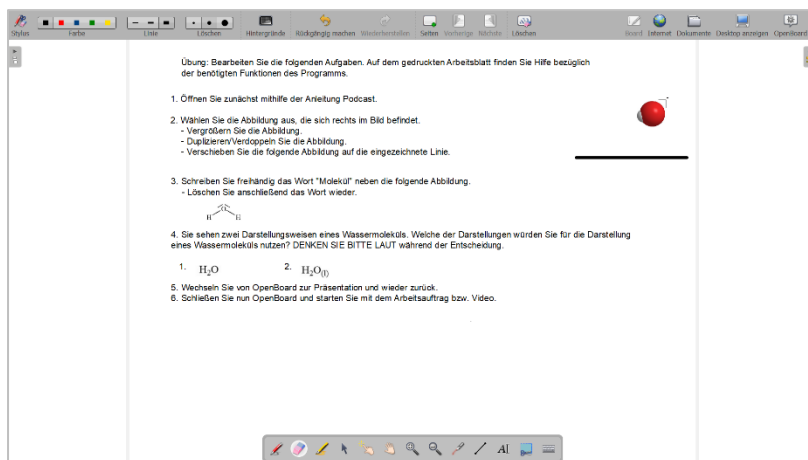 Stylus Farbe Linie Löschen Hintergründe Rückgängig machen Wiederherstellen Seiten Vorherige Nächste Löschen Board Internet Dokumente Desktop anzeigen OpenBoard
Übung: Bearbeiten Sie die folgenden Aufgaben. Auf dem gedruckten Arbeitsblatt finden Sie Hilfe bezüglich
der benötigten Funktionen des Programms.
1. Öffnen Sie zunächst mithilfe der Anleitung Podcast.
2. Wählen Sie die Abbildung aus, die sich rechts im Bild befindet.
- Vergrößern Sie die Abbildung.
- Duplizieren/Verdoppeln Sie die Abbildung.
- Verschieben Sie die folgende Abbildung auf die eingezeichnete Linie.
3. Schreiben Sie freihändig das Wort "Molekül" neben die folgende Abbildung.
- Löschen Sie anschließend das Wort wieder.
H O H
4. Sie sehen zwei Darstellungsweisen eines Wassermoleküls. Welche der Darstellungen würden Sie für die Darstellung
eines Wassermoleküls nutzen? DENKEN SIE BITTE LAUT während der Entscheidung.
1. H₂O 2. H₂O(l)
5. Wechseln Sie von OpenBoard zur Präsentation und wieder zurück.
6. Schließen Sie nun OpenBoard und starten Sie mit dem Arbeitsauftrag bzw. Video.
AI